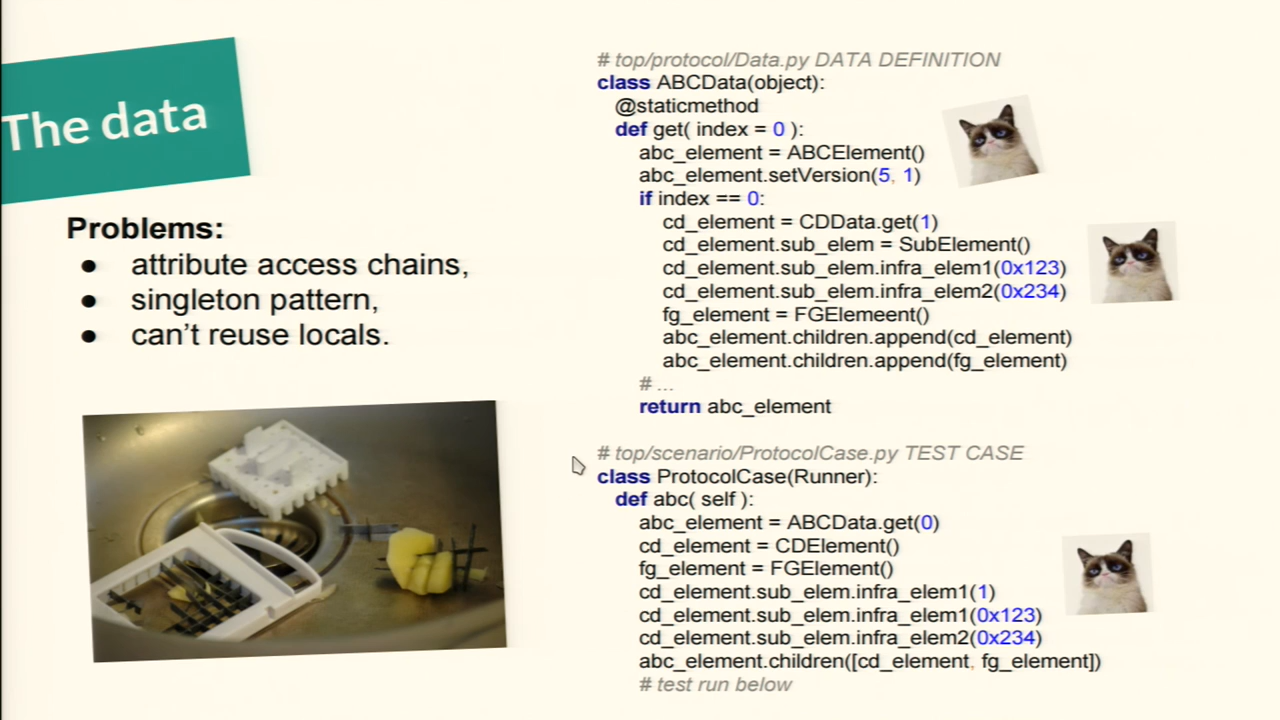 The data
Problems:
● attribute access chains,
● singleton pattern,
● can't reuse locals.
# top/protocol/Data.py DATA DEFINITION
class ABCData(object):
@staticmethod
def get( index = 0 ):
abc_element = ABCElement()
abc_element.setVersion(5, 1)
if index == 0:
cd_element = CDData.get(1)
cd_element.sub_elem = SubElement()
cd_element.sub_elem.infra_elem1(0x123)
cd_element.sub_elem.infra_elem2(0x234)
fg_element = FGElemeent()
abc_element.children.append(cd_element)
abc_element.children.append(fg_element)
# ...
return abc_element
# top/scenario/ProtocolCase.py TEST CASE
class ProtocolCase(Runner):
def abc( self ):
abc_element = ABCData.get(0)
cd_element = CDElement()
fg_element = FGElement()
cd_element.sub_elem.infra_elem1(1)
cd_element.sub_elem.infra_elem1(0x123)
cd_element.sub_elem.infra_elem2(0x234)
abc_element.children([cd_element, fg_element])
# test run below